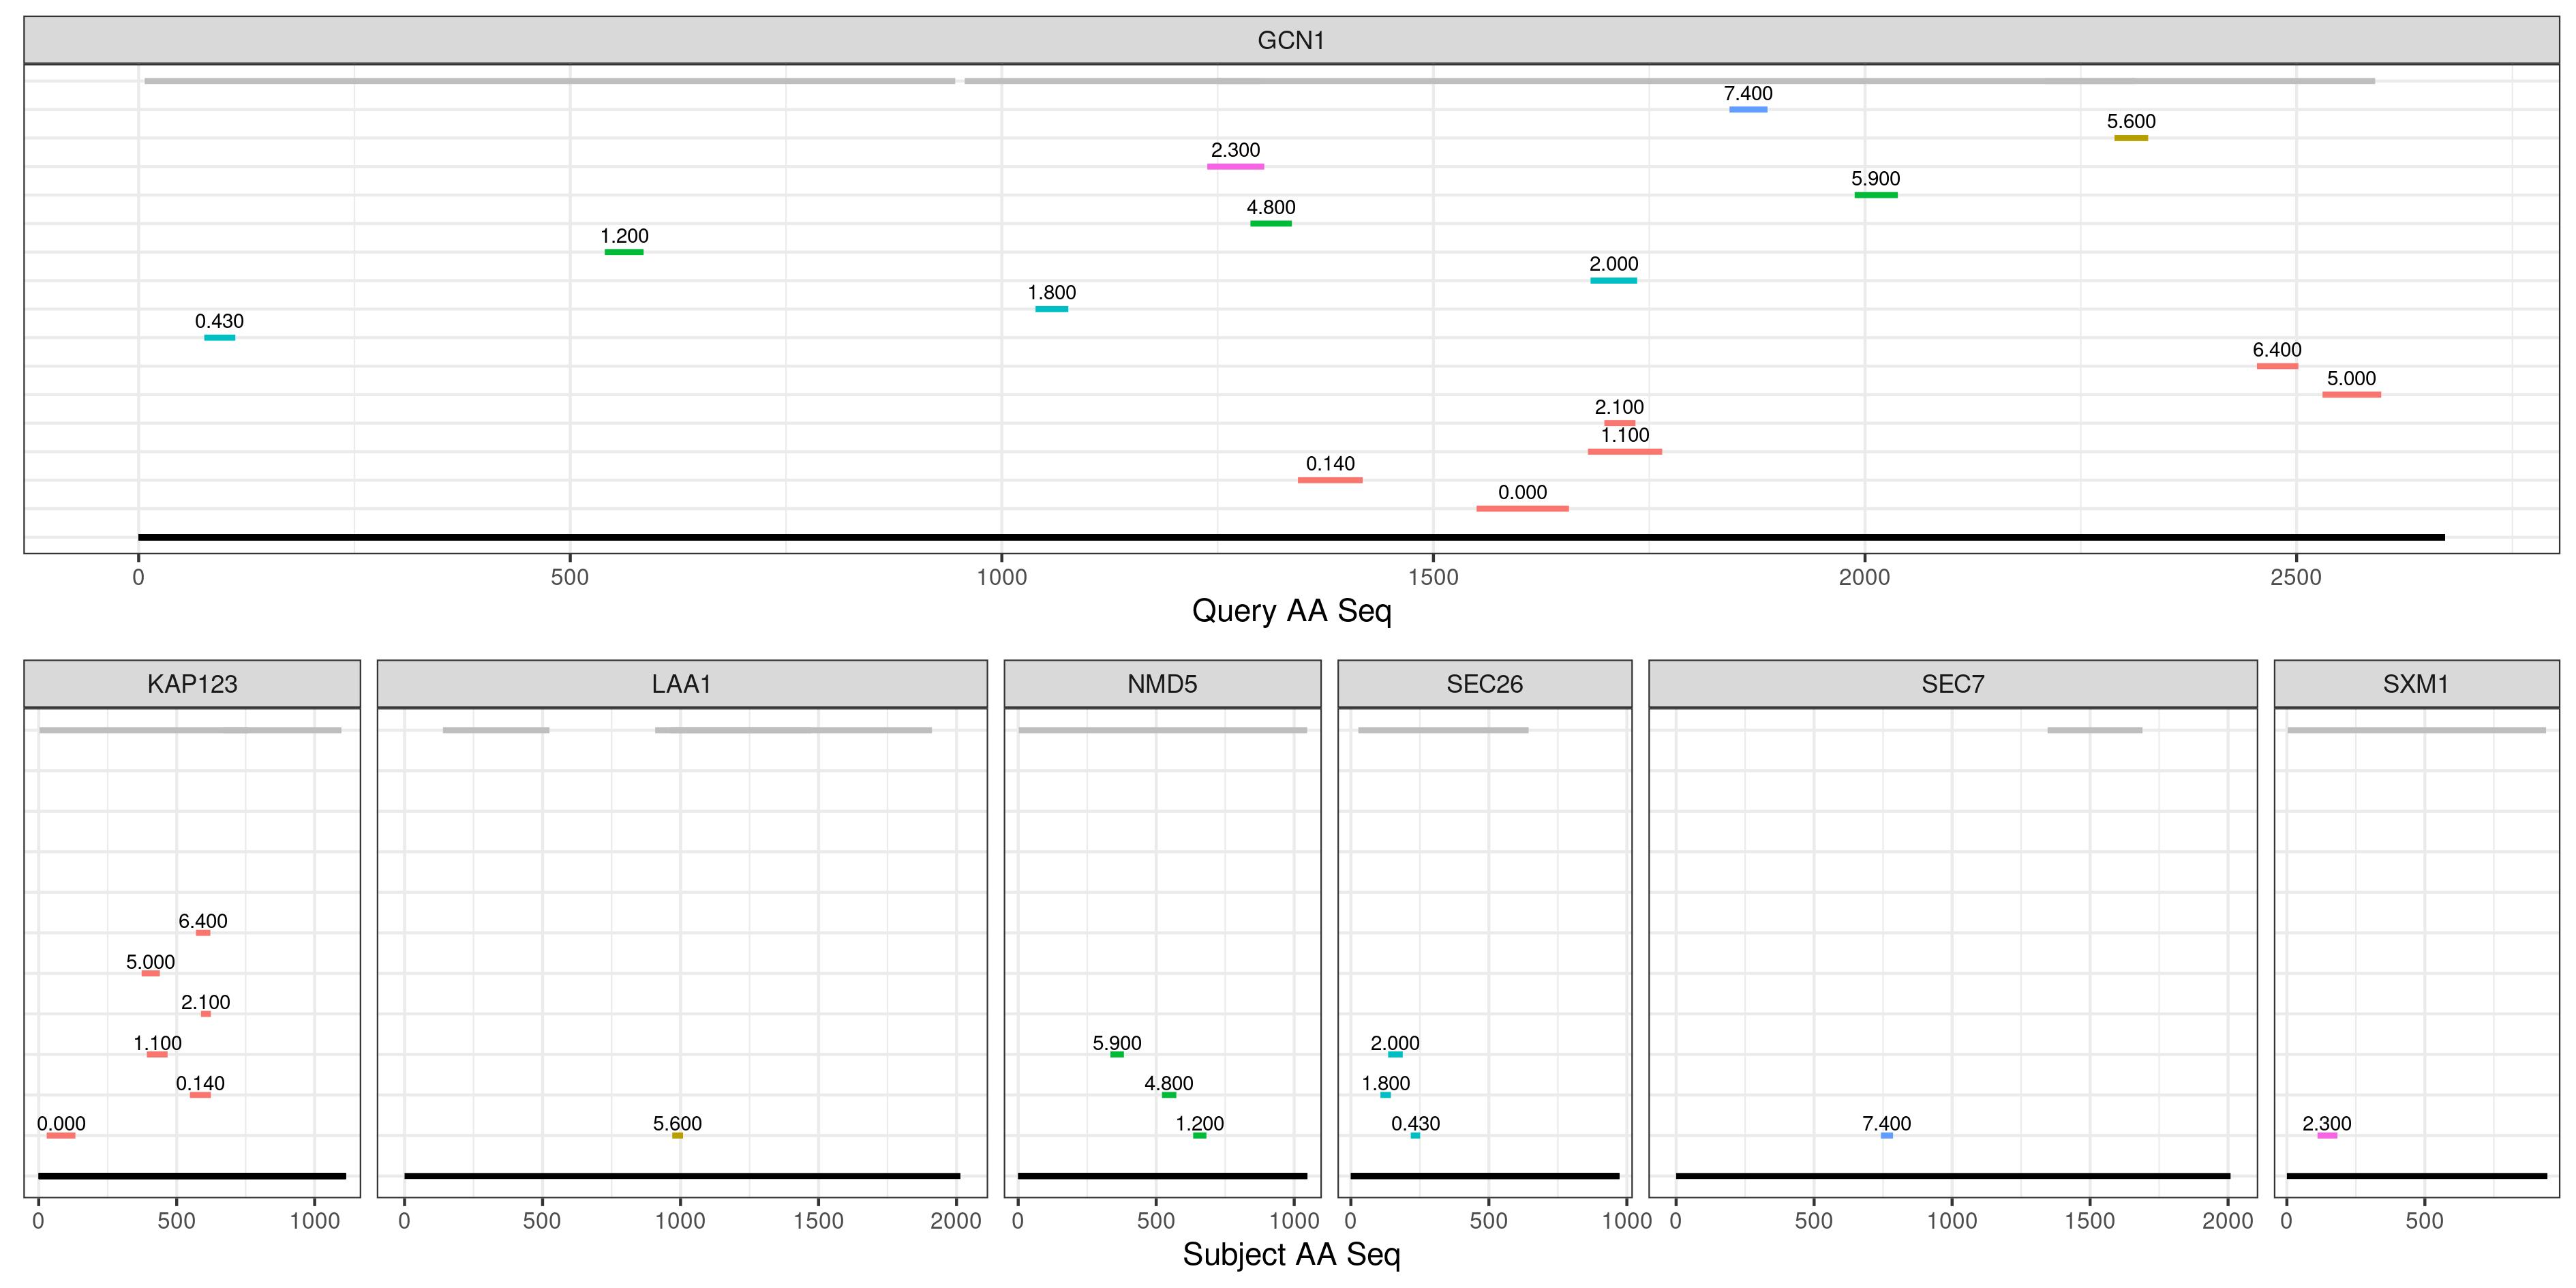 GCN1
7.400
5.600
2.300
5.900
4.800
1.200
2.000
1.800
0.430
6.400
5.000
2.100
1.100
0.140
0.000
0 500 1000 1500 2000 2500
Query AA Seq
KAP123 LAA1 NMD5 SEC26 SEC7 SXM1
6.400
5.000
2.100
1.100 5.900 2.000
0.140 4.800 1.800
0.000 5.600 1.200 0.430 7.400 2.300
0 500 1000 0 500 1000 1500 2000 0 500 1000 0 500 1000 0 500 1000 1500 2000 0 500
Subject AA Seq